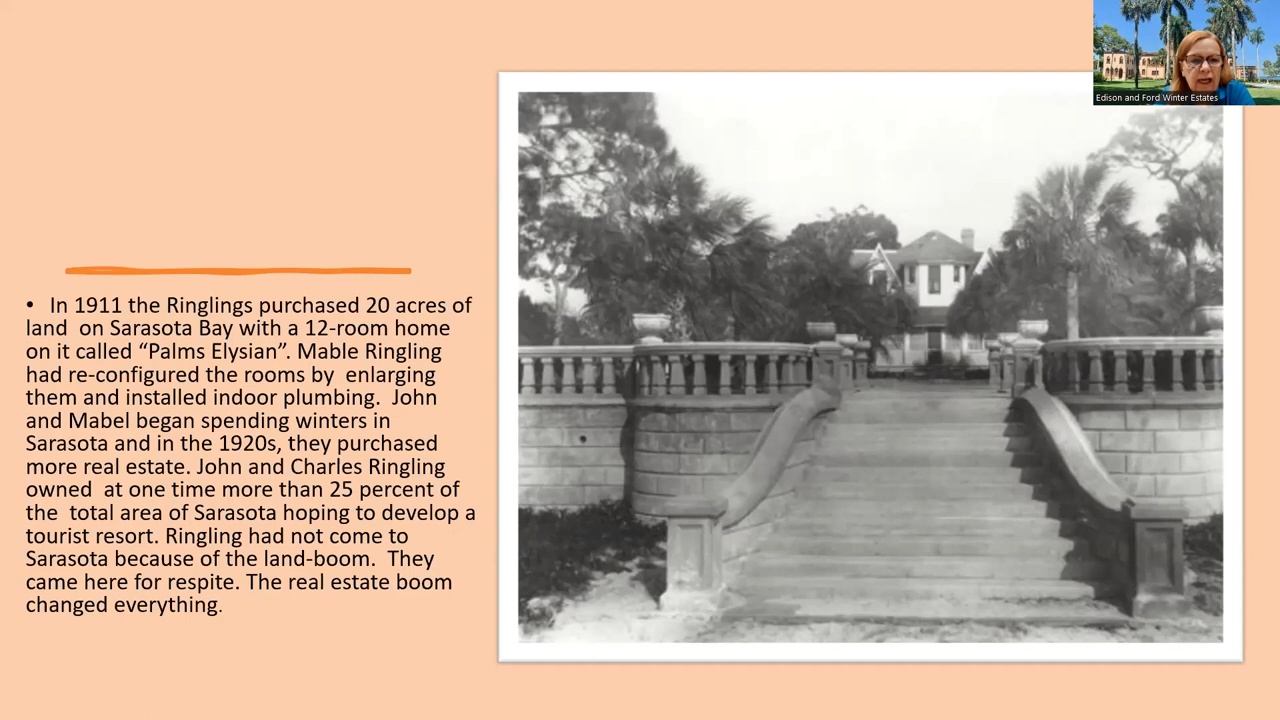 Edison and Ford Winter Estates
• In 1911 the Ringlings purchased 20 acres of
land on Sarasota Bay with a 12-room home
on it called “Palms Elysian”. Mable Ringling
had re-configured the rooms by enlarging
them and installed indoor plumbing. John
and Mabel began spending winters in
Sarasota and in the 1920s, they purchased
more real estate. John and Charles Ringling
owned at one time more than 25 percent of
the total area of Sarasota hoping to develop a
tourist resort. Ringling had not come to
Sarasota because of the land-boom. They
came here for respite. The real estate boom
changed everything.